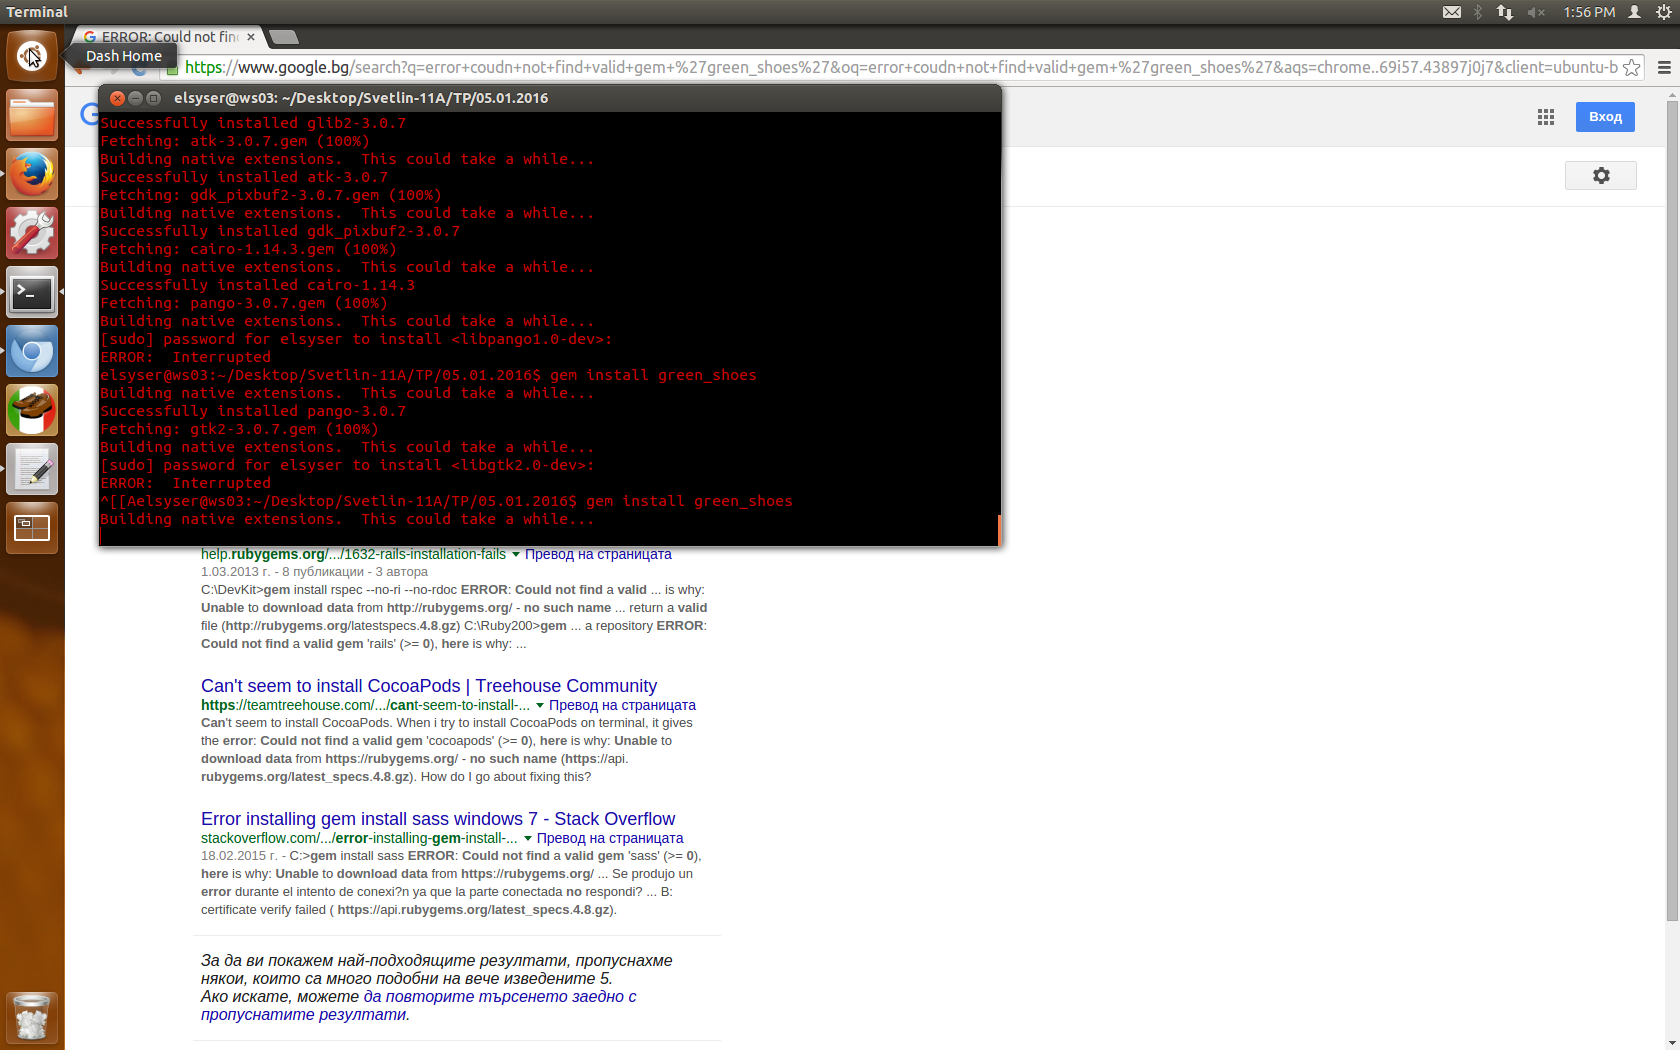 Terminal
1:56 PM
ERROR: Could not fin
Dash Home
https://www.google.bg/search?q=error+coudn+not+find+valid+gem+%27green_shoes%27&oq=error+coudn+not+find+valid+gem+%27green_shoes%27&aqs=chrome..69i57.43897j0j7&client=ubuntu-b
elsyser@ws03: ~/Desktop/Svetlin-11A/TP/05.01.2016
Вход
Successfully installed glib2-3.0.7
Fetching: atk-3.0.7.gem (100%)
Building native extensions.  This could take a while...
Successfully installed atk-3.0.7
Fetching: gdk_pixbuf2-3.0.7.gem (100%)
Building native extensions.  This could take a while...
Successfully installed gdk_pixbuf2-3.0.7
Fetching: cairo-1.14.3.gem (100%)
Building native extensions.  This could take a while...
Successfully installed cairo-1.14.3
Fetching: pango-3.0.7.gem (100%)
Building native extensions.  This could take a while...
[sudo] password for elsyser to install <libpango1.0-dev>:
ERROR:  Interrupted
elsyser@ws03:~/Desktop/Svetlin-11A/TP/05.01.2016$ gem install green_shoes
Building native extensions.  This could take a while...
Successfully installed pango-3.0.7
Fetching: gtk2-3.0.7.gem (100%)
Building native extensions.  This could take a while...
[sudo] password for elsyser to install <libgtk2.0-dev>:
ERROR:  Interrupted
^[[Aelsyser@ws03:~/Desktop/Svetlin-11A/TP/05.01.2016$ gem install green_shoes
Building native extensions.  This could take a while...
help.rubygems.org/.../1632-rails-installation-fails ▼ Превод на страницата
1.03.2013 г. - 8 публикации - 3 автора
C:\DevKit>gem install rspec --no-ri --no-rdoc ERROR: Could not find a valid ... is why:
Unable to download data from http://rubygems.org/ - no such name ... return a valid
file (http://rubygems.org/latestspecs.4.8.gz) C:\Ruby200>gem ... a repository ERROR:
Could not find a valid gem 'rails' (>= 0), here is why: ...
Can't seem to install CocoaPods | Treehouse Community
https://teamtreehouse.com/.../cant-seem-to-install-... ▼ Превод на страницата
Can't seem to install CocoaPods. When i try to install CocoaPods on terminal, it gives
the error: Could not find a valid gem 'cocoapods' (>= 0), here is why: Unable to
download data from https://rubygems.org/ - no such name (https://api.
rubygems.org/latest_specs.4.8.gz). How do I go about fixing this?
Error installing gem install sass windows 7 - Stack Overflow
stackoverflow.com/.../error-installing-gem-install-... ▼ Превод на страницата
18.02.2015 г. - C:>gem install sass ERROR: Could not find a valid gem 'sass' (>= 0),
here is why: Unable to download data from https://rubygems.org/ ... Se produjo un
error durante el intento de conexi?n ya que la parte conectada no respondi? ... B:
certificate verify failed ( https://api.rubygems.org/latest_specs.4.8.gz).
За да ви покажем най-подходящите резултати, пропуснахме
някои, които са много подобни на вече изведените 5.
Ако искате, можете да повторите търсенето заедно с
пропуснатите резултати.